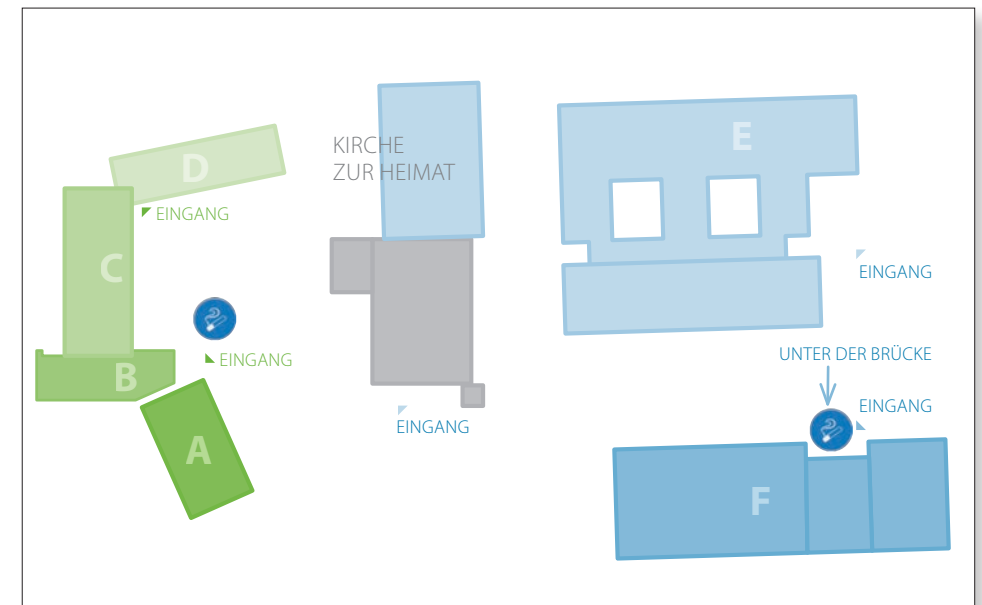 KIRCHE
ZUR HEIMAT
E
D
EINGANG
C
EINGANG
EINGANG
UNTER DER BRÜCKE
B
EINGANG
EINGANG
A
F